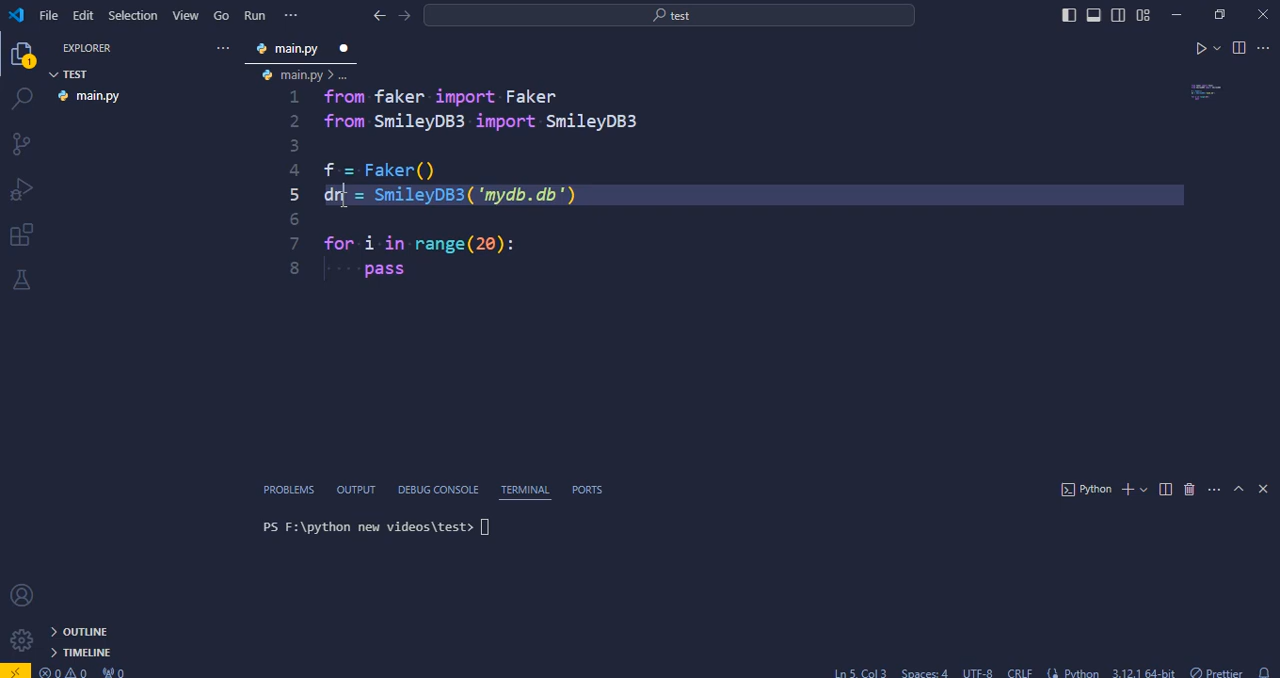 File Edit Selection View Go Run ··· test
EXPLORER ···
main.py
TEST
main.py
main.py > ...
1 from faker import Faker
2 from SmileyDB3 import SmileyDB3
3
4 f = Faker()
5 dn = SmileyDB3('mydb.db')
6
7 for i in range(20):
8 pass
PROBLEMS OUTPUT DEBUG CONSOLE TERMINAL PORTS Python
PS F:\python new videos\test>
OUTLINE
TIMELINE
0 0 0 Ln 5, Col 3 Spaces: 4 UTF-8 CRLF Python 3.12.1 64-bit Prettier
1